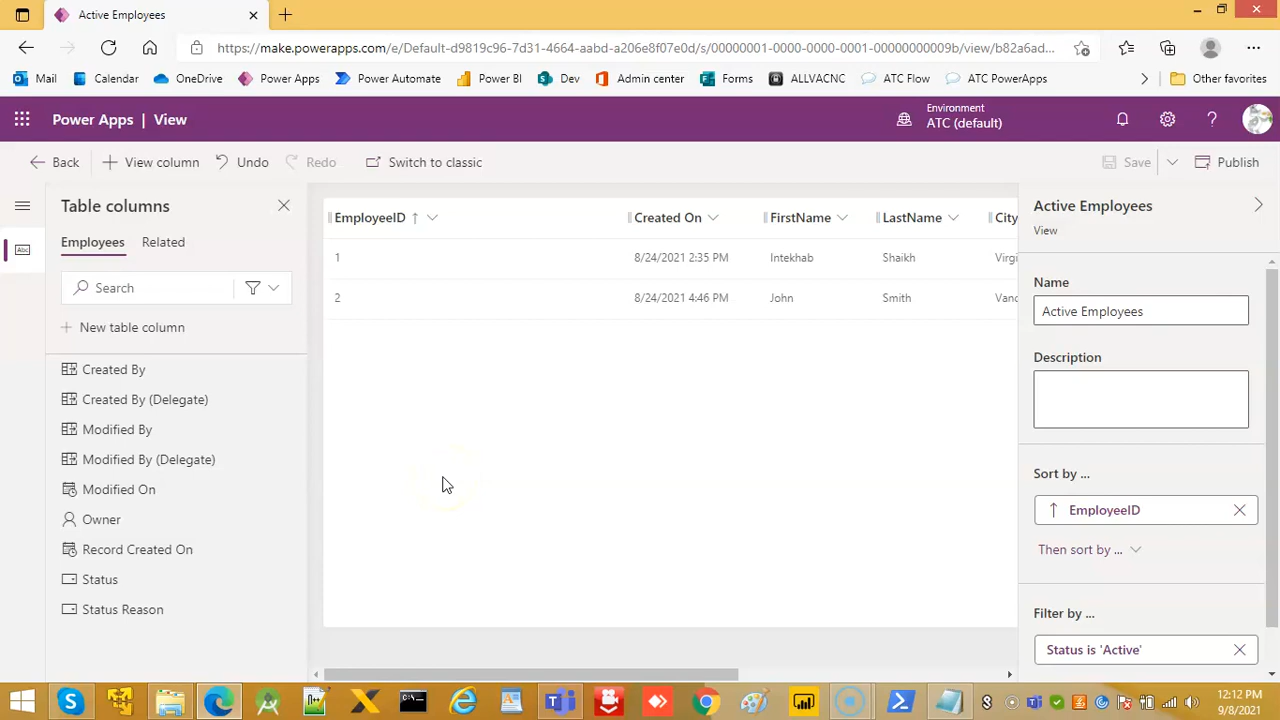 Active Employees
https://make.powerapps.com/e/Default-d9819c96-7d31-4664-aabd-a206e8f07e0d/s/00000001-0000-0000-0001-00000000009b/view/b82a6ad...
Mail Calendar OneDrive Power Apps Power Automate Power BI Dev Admin center Forms ALLVACNC ATC Flow ATC PowerApps Other favorites
Power Apps | View
Environment
ATC (default)
Back View column Undo Redo Switch to classic Save Publish
Table columns
Employees Related
Search
New table column
Created By
Created By (Delegate)
Modified By
Modified By (Delegate)
Modified On
Owner
Record Created On
Status
Status Reason
EmployeeID Created On FirstName LastName City
1 8/24/2021 2:35 PM Intekhab Shaikh Virgi
2 8/24/2021 4:46 PM John Smith Vanc
Active Employees
View
Name
Active Employees
Description
Sort by ...
EmployeeID
Then sort by ...
Filter by ...
Status is 'Active'
12:12 PM
9/8/2021